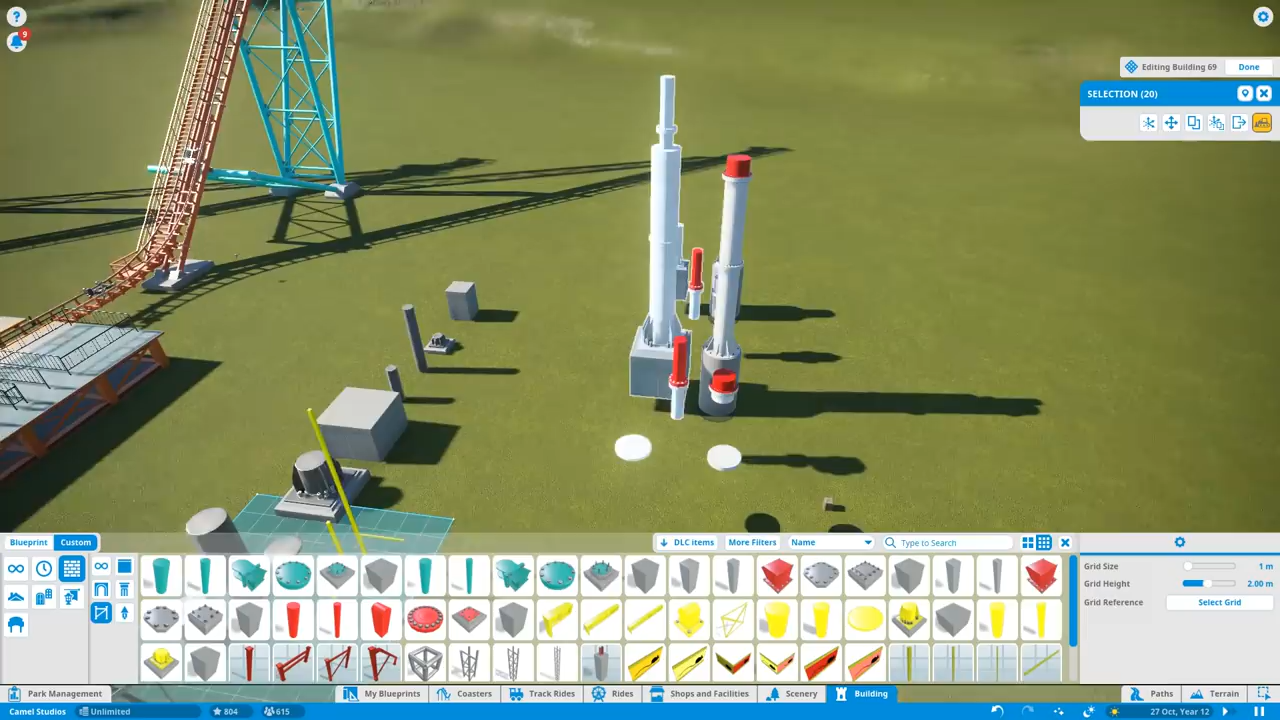 ?
9
Editing Building 69 Done
SELECTION (20)
Blueprint Custom
DLC items More Filters Name Type to Search
Grid Size 1 m
Grid Height 2.00 m
Grid Reference Select Grid
Park Management My Blueprints Coasters Track Rides Rides Shops and Facilities Scenery Building Paths Terrain
Camel Studios Unlimited 804 615 27 Oct, Year 12